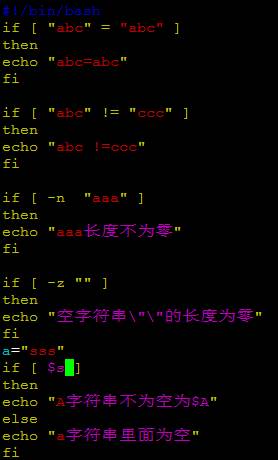 #!/bin/bash
if [ "abc" = "abc" ]
then
echo "abc=abc"
fi

if [ "abc" != "ccc" ]
then
echo "abc !=ccc"
fi

if [ -n  "aaa" ]
then
echo "aaa长度不为零"
fi

if [ -z "" ]
then
echo "空字符串\"\"的长度为零"
fi
a="sss"
if [ $s ]
then
echo "A字符串不为空为$A"
else
echo "a字符串里面为空"
fi